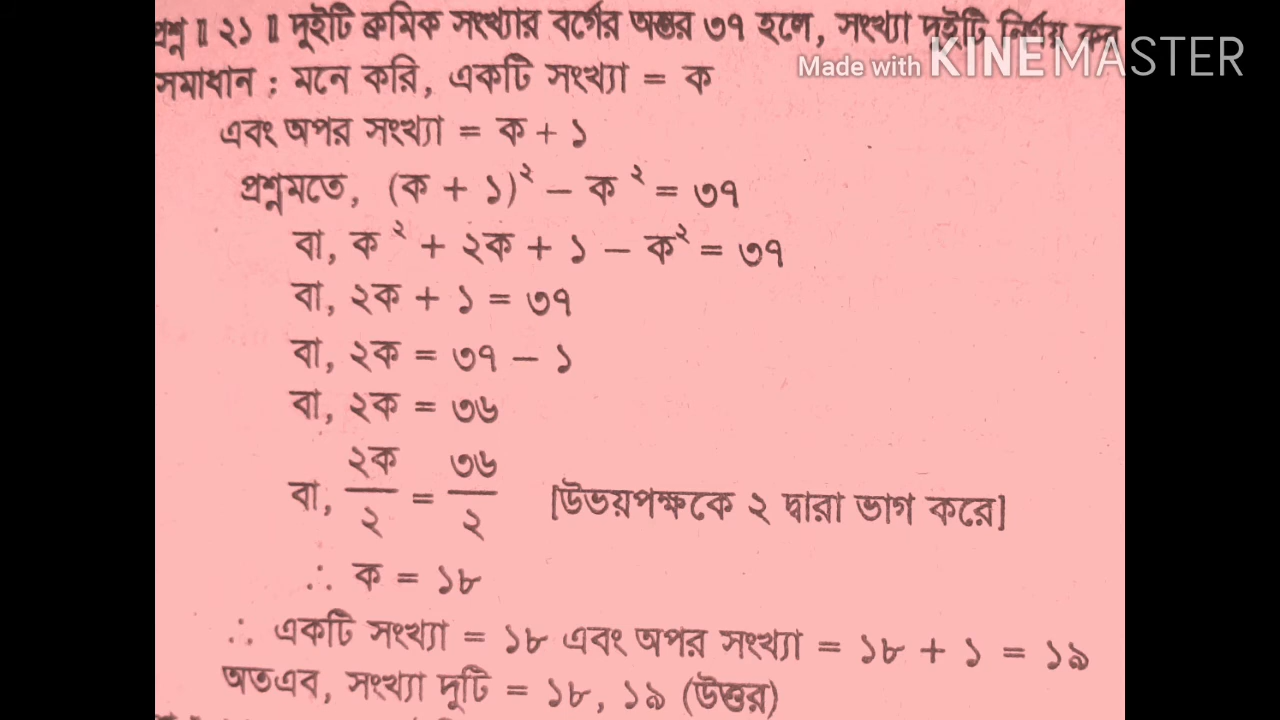 প্রশ্ন ॥ ২১ ॥ দুইটি ক্রমিক সংখ্যার বর্গের অন্তর ৩৭ হলে, সংখ্যা দুইটি নির্ণয় কর
Made with KINEMASTER
সমাধান : মনে করি, একটি সংখ্যা = ক
এবং অপর সংখ্যা = ক + ১
প্রশ্নমতে, (ক + ১)² − ক² = ৩৭
বা, ক² + ২ক + ১ − ক² = ৩৭
বা, ২ক + ১ = ৩৭
বা, ২ক = ৩৭ − ১
বা, ২ক = ৩৬
বা, ২ক/২ = ৩৬/২ [উভয়পক্ষকে ২ দ্বারা ভাগ করে]
∴ ক = ১৮
∴ একটি সংখ্যা = ১৮ এবং অপর সংখ্যা = ১৮ + ১ = ১৯
অতএব, সংখ্যা দুটি = ১৮, ১৯ (উত্তর)